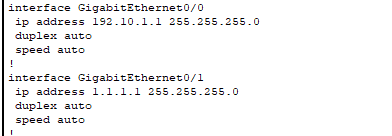 interface GigabitEthernet0/0
 ip address 192.10.1.1 255.255.255.0
 duplex auto
 speed auto
!
interface GigabitEthernet0/1
 ip address 1.1.1.1 255.255.255.0
 duplex auto
 speed auto
!